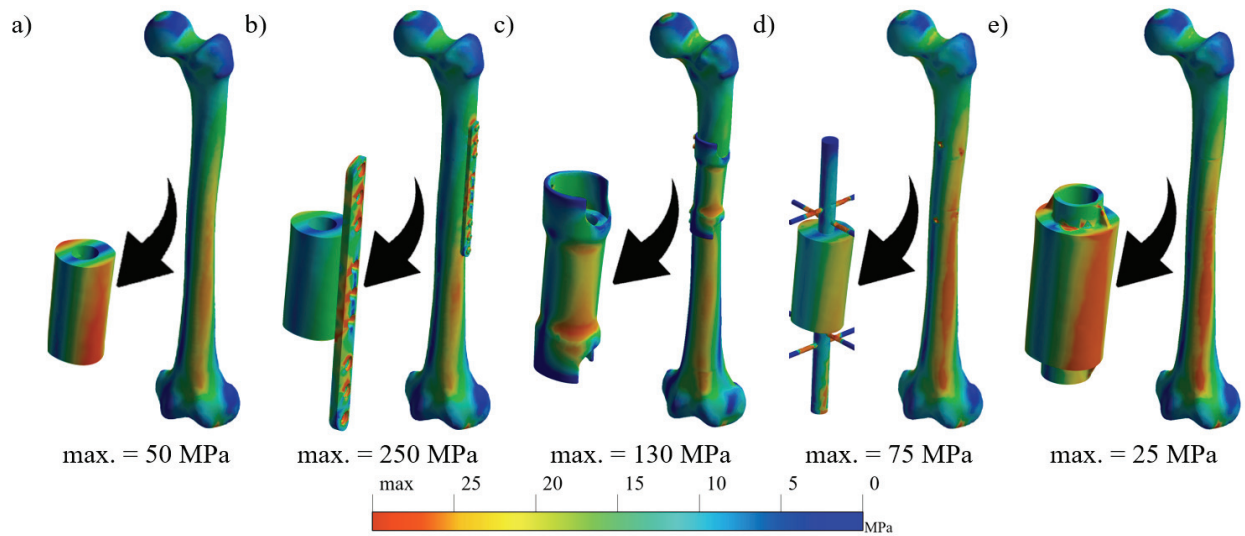 a) b) c) d) e)
max. = 50 MPa max. = 250 MPa max. = 130 MPa max. = 75 MPa max. = 25 MPa
max 25 20 15 10 5 0
MPa